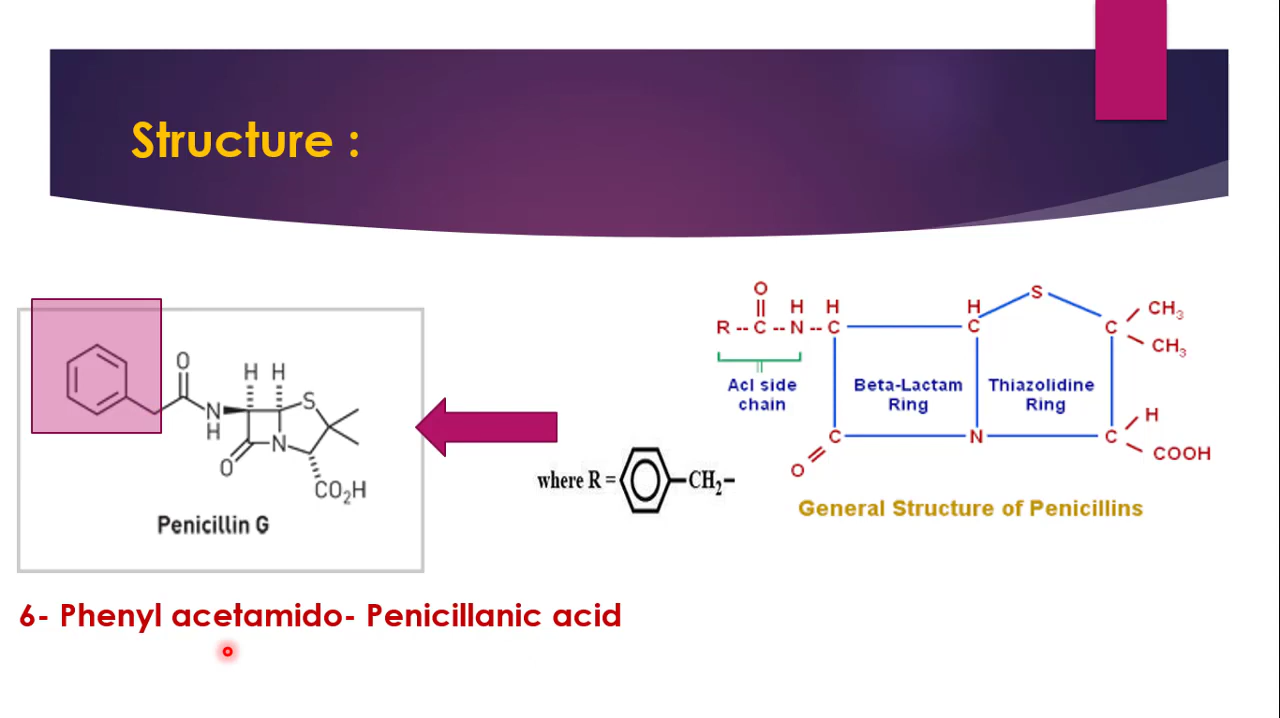 Structure :
O
H H
N
H
S
N
O
CO2H
Penicillin G
where R = CH2-
O
H H H
R -- C -- N -- C C
S
C
CH3
CH3
Acl side
chain
Beta-Lactam
Ring
Thiazolidine
Ring
C N C
H
COOH
O
General Structure of Penicillins
6- Phenyl acetamido- Penicillanic acid